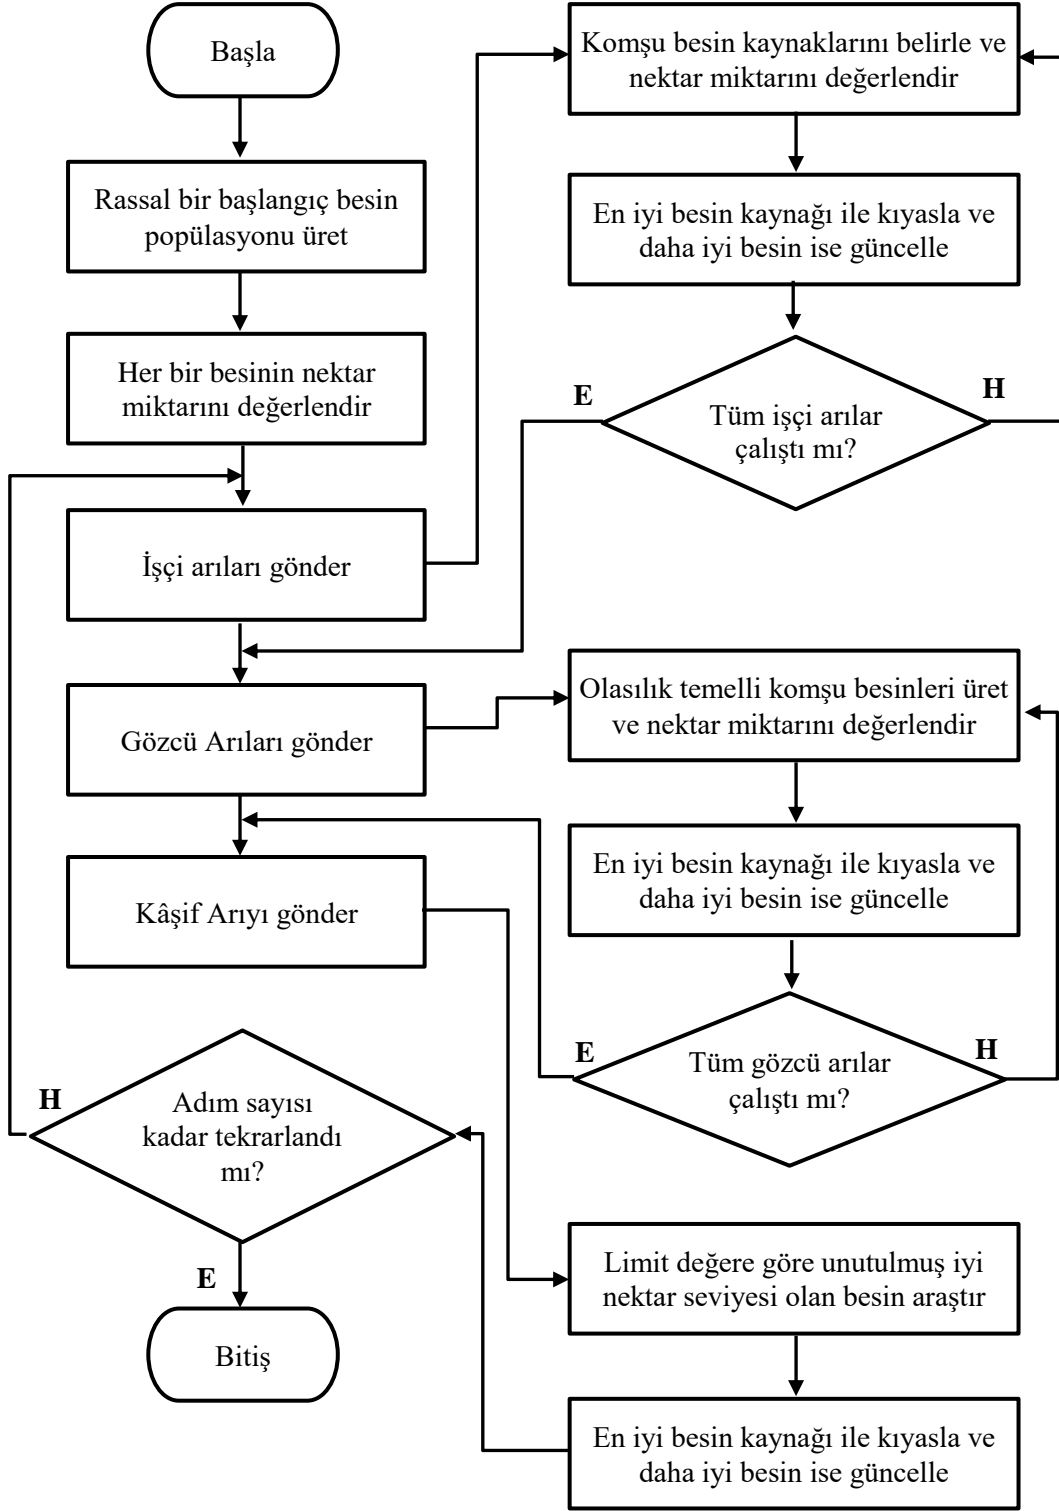 Başla
Rassal bir başlangıç besin
popülasyonu üret
Her bir besinin nektar
miktarını değerlendir
İşçi arıları gönder
Komşu besin kaynaklarını belirle ve
nektar miktarını değerlendir
En iyi besin kaynağı ile kıyasla ve
daha iyi besin ise güncelle
E
H
Tüm işçi arılar
çalıştı mı?
Gözcü Arıları gönder
Olasılık temelli komşu besinleri üret
ve nektar miktarını değerlendir
En iyi besin kaynağı ile kıyasla ve
daha iyi besin ise güncelle
E
H
Tüm gözcü arılar
çalıştı mı?
Kâşif Arıyı gönder
Limit değere göre unutulmuş iyi
nektar seviyesi olan besin araştır
En iyi besin kaynağı ile kıyasla ve
daha iyi besin ise güncelle
H
Adım sayısı
kadar tekrarlandı
mı?
E
Bitiş